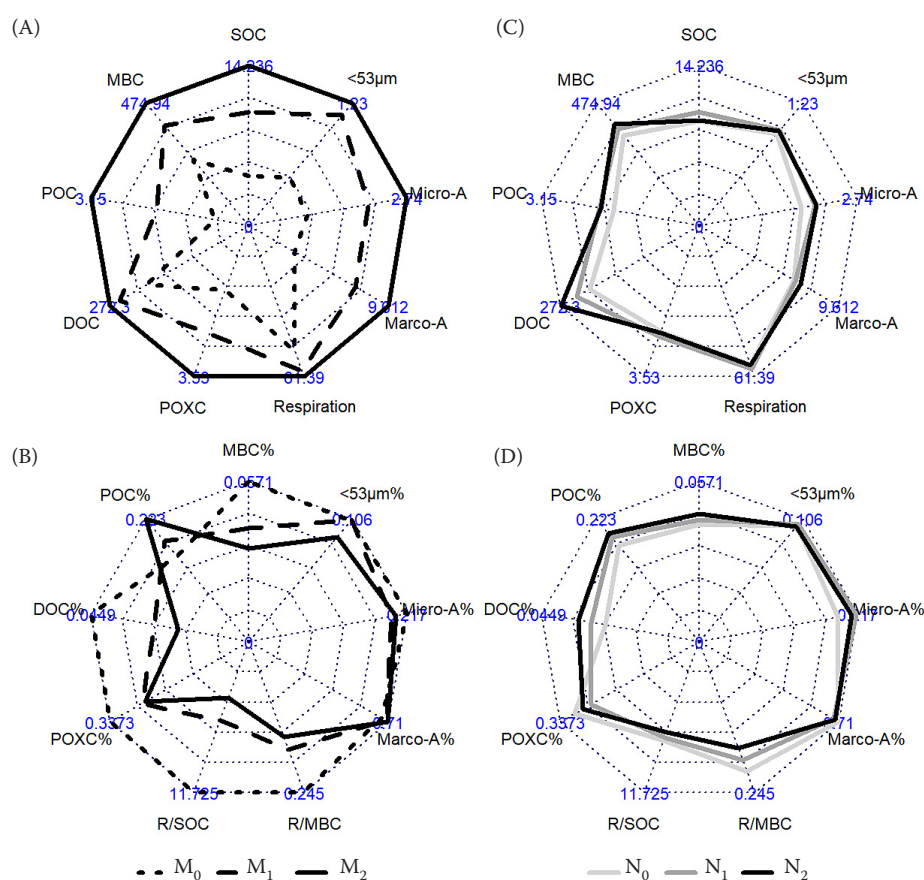 (A)
SOC
14.236
MBC
474.94
<53µm
1.23
POC
3.15
Micro-A
2.74
0
DOC
272.3
Marco-A
9.612
POXC
3.53
Respiration
61.39
(C)
SOC
14.236
MBC
474.94
<53µm
1.23
POC
3.15
Micro-A
2.74
0
DOC
272.3
Marco-A
9.612
POXC
3.53
Respiration
61.39
(B)
MBC%
0.0571
POC%
0.223
<53µm%
0.106
DOC%
0.0449
Micro-A%
0.217
0
POXC%
0.3373
Marco-A%
0.71
R/SOC
11.725
R/MBC
0.245
(D)
MBC%
0.0571
POC%
0.223
<53µm%
0.106
DOC%
0.0449
Micro-A%
0.217
0
POXC%
0.3373
Marco-A%
0.71
R/SOC
11.725
R/MBC
0.245
M₀ M₁ M₂
N₀ N₁ N₂